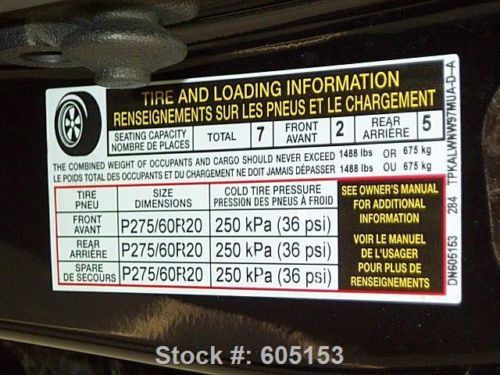 TIRE AND LOADING INFORMATION
RENSEIGNEMENTS SUR LES PNEUS ET LE CHARGEMENT
SEATING CAPACITY
NOMBRE DE PLACES
TOTAL 7
FRONT
AVANT
2
REAR
ARRIÈRE
5
THE COMBINED WEIGHT OF OCCUPANTS AND CARGO SHOULD NEVER EXCEED 1488 lbs OR 675 kg
LE POIDS TOTAL DES OCCUPANTS ET DU CHARGEMENT NE DOIT JAMAIS DÉPASSER 1488 lbs OU 675 kg
TIRE
PNEU
SIZE
DIMENSIONS
COLD TIRE PRESSURE
PRESSION DES PNEUS À FROID
FRONT
AVANT
P275/60R20 250 kPa (36 psi)
REAR
ARRIÈRE
P275/60R20 250 kPa (36 psi)
SPARE
DE SECOURS
P275/60R20 250 kPa (36 psi)
SEE OWNER'S MANUAL
FOR ADDITIONAL
INFORMATION
VOIR LE MANUEL
DE L'USAGER
POUR PLUS DE
RENSEIGNEMENTS
DN605153 284 TPKALWNW97MUA-D-A
Stock #: 605153